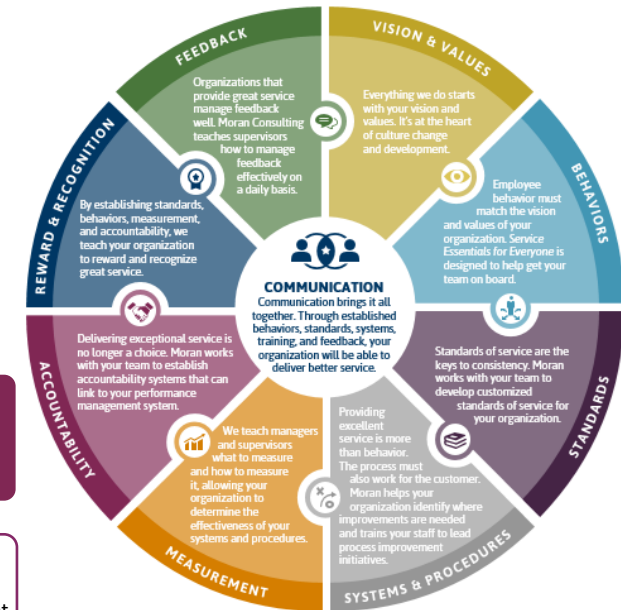 FEEDBACK
Organizations that
provide great service
manage feedback
well. Moran Consulting
teaches supervisors
how to manage
feedback
effectively on
a daily basis.
VISION & VALUES
Everything we do starts
with your vision and
values. It's at the heart
of culture change
and development.
BEHAVIORS
Employee
behavior must
match the vision
and values of your
organization. Service
Essentials for Everyone is
designed to help get your
team on board.
STANDARDS
Standards of service are the
keys to consistency. Moran
works with your team to
develop customized
standards of service for
your organization.
SYSTEMS & PROCEDURES
Providing
excellent
service is more
than behavior.
The process must
also work for the customer.
Moran helps your
organization identify where
improvements are needed
and trains your staff to lead
process improvement
initiatives.
MEASUREMENT
We teach managers
and supervisors
what to measure
and how to measure
it, allowing your
organization to
determine the
effectiveness of your
systems and procedures.
ACCOUNTABILITY
Delivering exceptional service is
no longer a choice. Moran works
with your team to establish
accountability systems that can
link to your performance
management system.
REWARD & RECOGNITION
By establishing standards,
behaviors, measurement,
and accountability, we
teach your organization
to reward and recognize
great service.
COMMUNICATION
Communication brings it all
together. Through established
behaviors, standards, systems,
training, and feedback, your
organization will be able to
deliver better service.